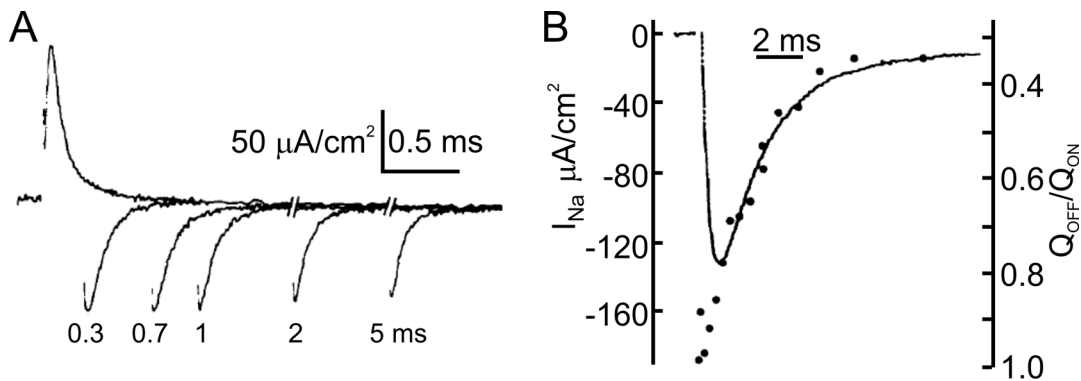 A
50 μA/cm² 0.5 ms
0.3 0.7 1 2 5 ms
B
2 ms
0
-40
-80
-120
-160
I_Na μA/cm²
0.4
0.6
0.8
1.0
Q_OFF/Q_ON